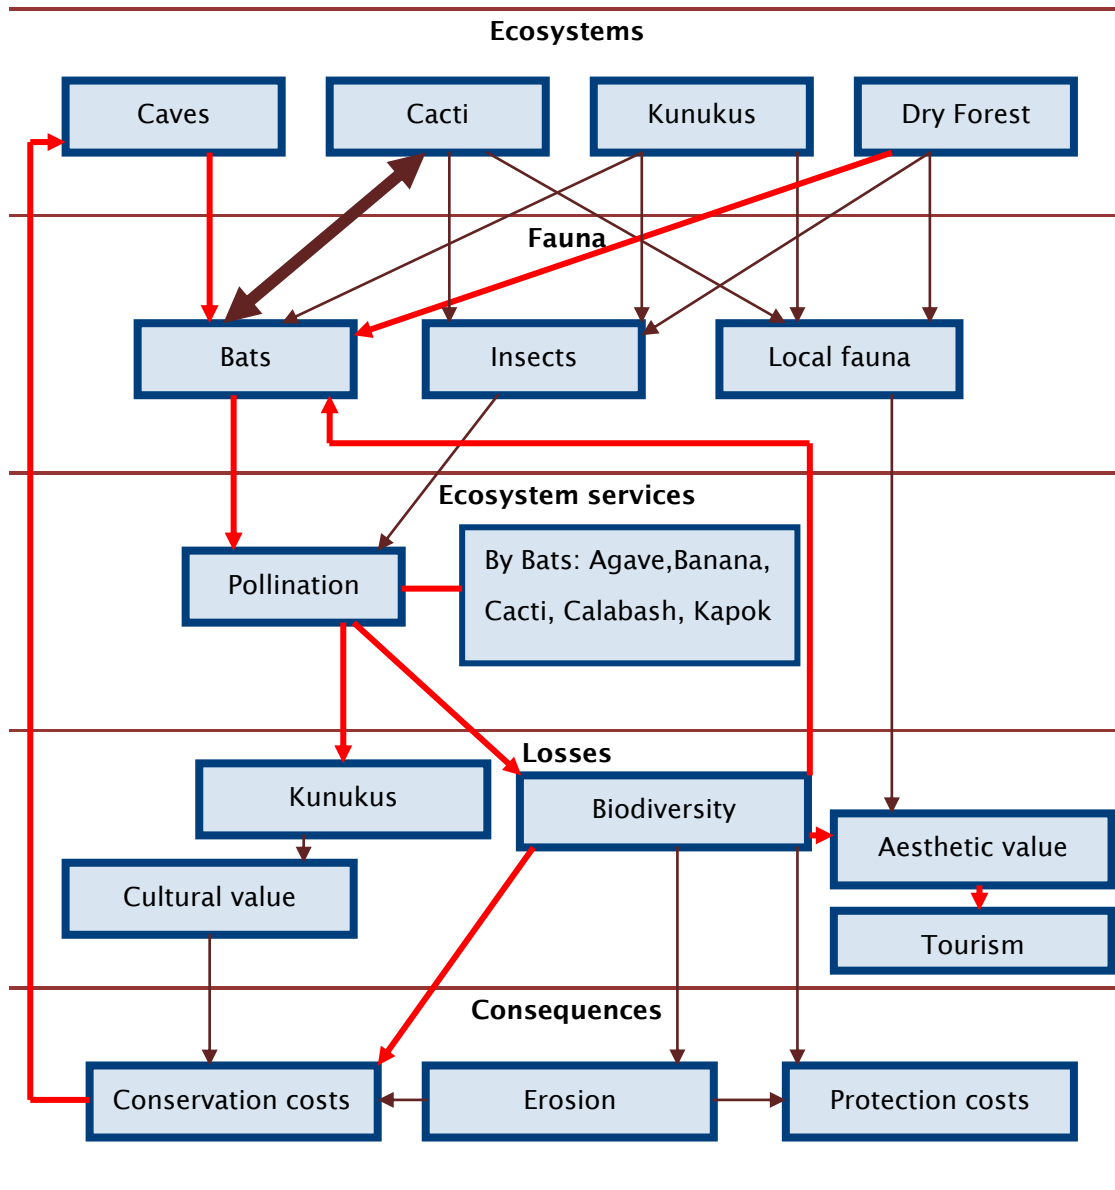 Ecosystems
Caves
Cacti
Kunukus
Dry Forest
Fauna
Bats
Insects
Local fauna
Ecosystem services
Pollination
By Bats: Agave,Banana,
Cacti, Calabash, Kapok
Losses
Kunukus
Biodiversity
Aesthetic value
Cultural value
Tourism
Consequences
Conservation costs
Erosion
Protection costs